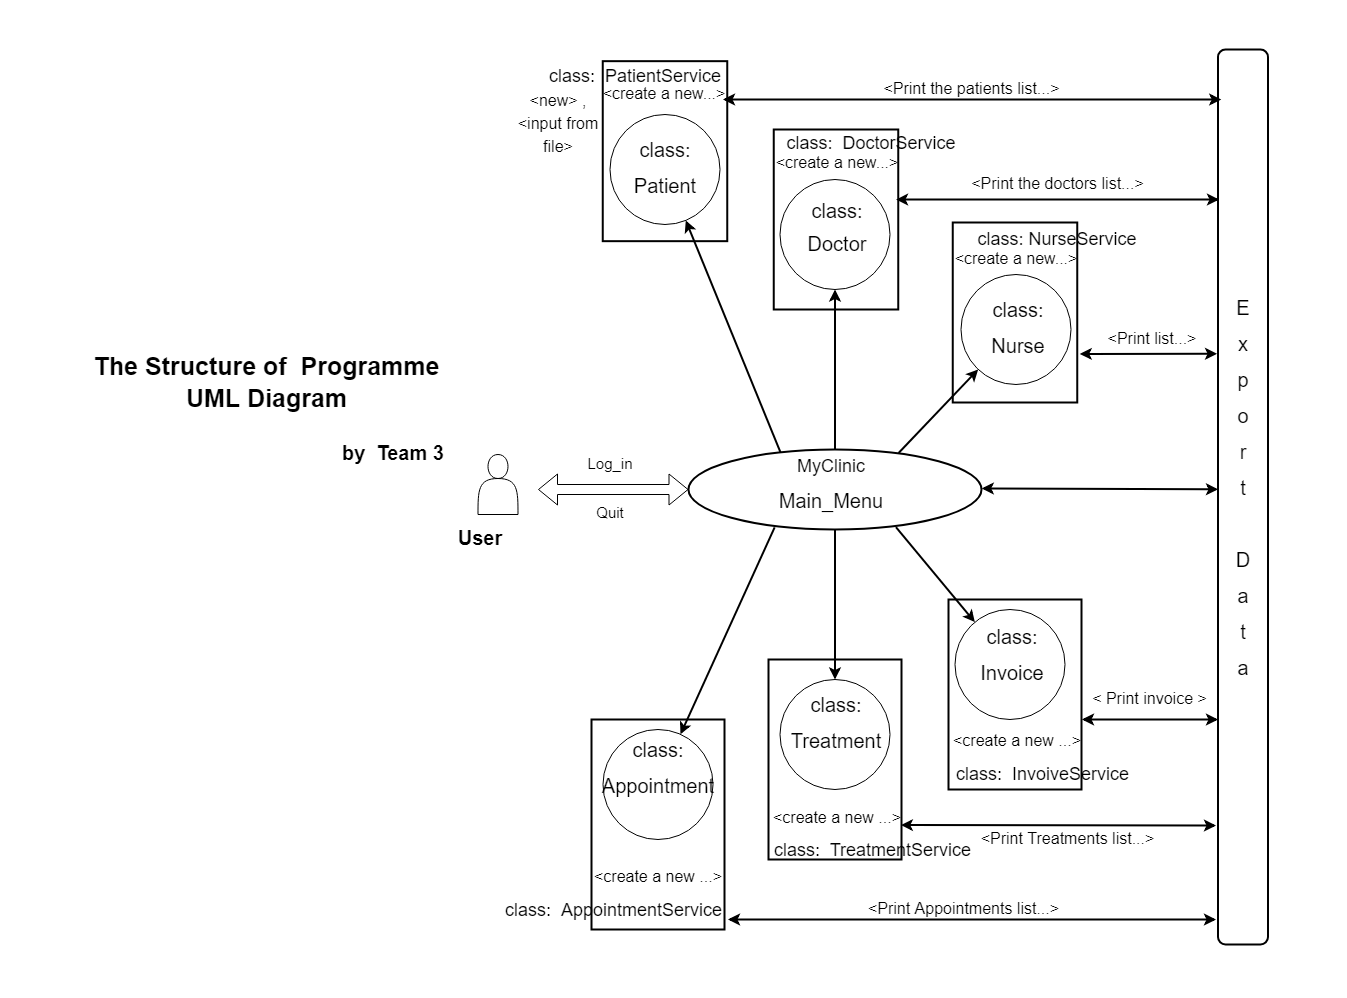 class: PatientService
<create a new...>
<new> ,
<input from
file>
class:
Patient
<Print the patients list...>
class: DoctorService
<create a new...>
class:
Doctor
<Print the doctors list...>
class: NurseService
<create a new...>
class:
Nurse
<Print list...>
The Structure of Programme
UML Diagram
by Team 3
User
Log_in
Quit
MyClinic
Main_Menu
Export Data
class:
Invoice
<create a new ...>
class: InvoiveService
< Print invoice >
class:
Treatment
<create a new ...>
class: TreatmentService
<Print Treatments list...>
class:
Appointment
<create a new ...>
class: AppointmentService
<Print Appointments list...>